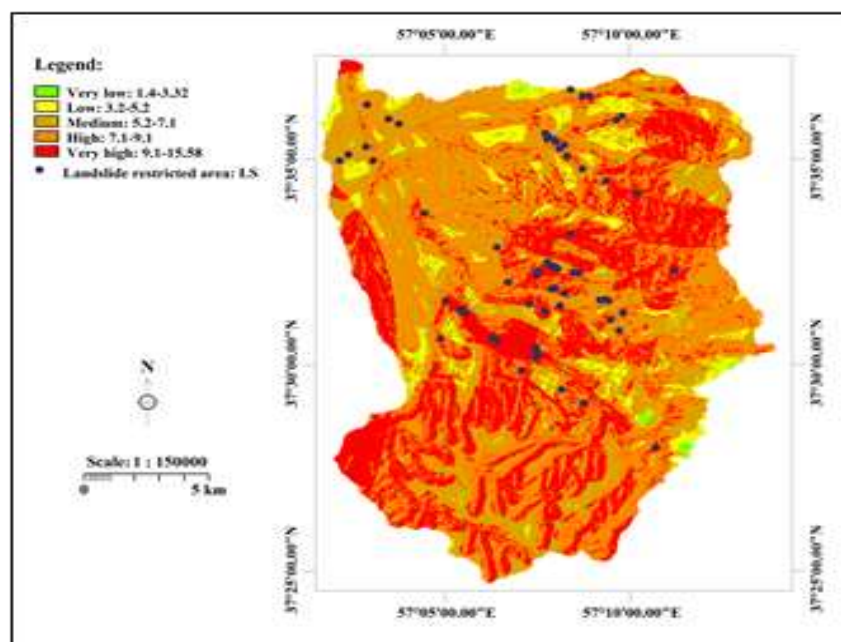 57°05'00.00"E 57°10'00.00"E
Legend:
Very low: 1.4-3.32
Low: 3.2-5.2
Medium: 5.2-7.1
High: 7.1-9.1
Very high: 9.1-15.58
Landslide restricted area: LS
37°35'00.00"N 37°35'00.00"N
37°30'00.00"N 37°30'00.00"N
N
Scale: 1 : 150000
0 5 km
37°25'00.00"N 37°25'00.00"N
57°05'00.00"E 57°10'00.00"E